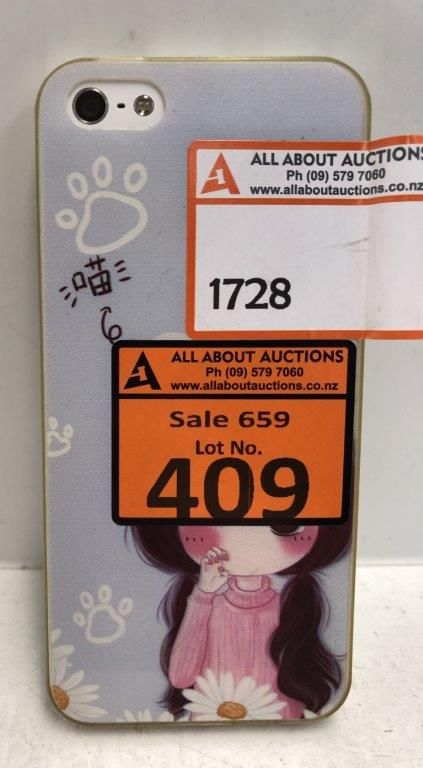 ALL ABOUT AUCTIONS
Ph (09) 579 7060
www.allaboutauctions.co.nz
1728
喵
ALL ABOUT AUCTIONS
Ph (09) 579 7060
www.allaboutauctions.co.nz
Sale 659
Lot No.
409